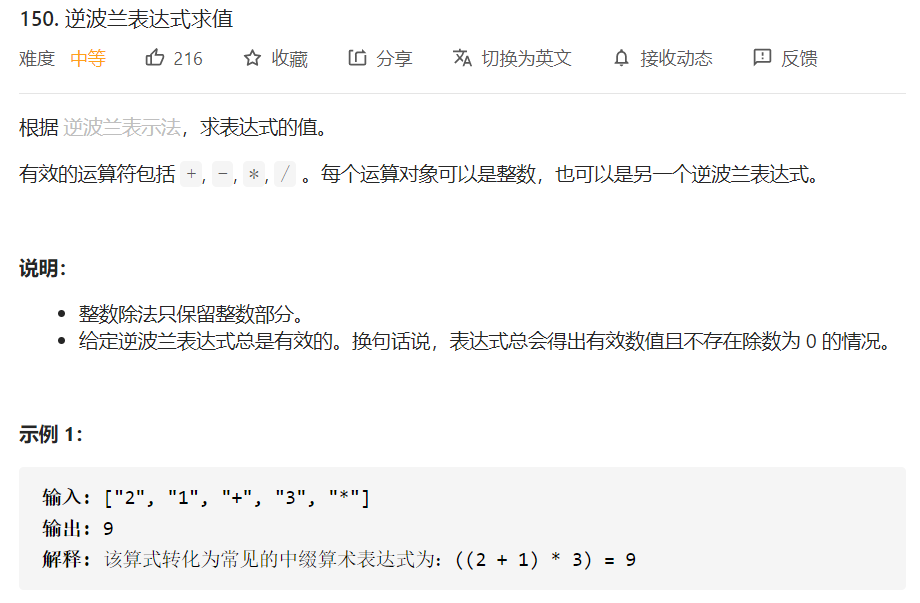 150. 逆波兰表达式求值
难度 中等 216 收藏 分享 切换为英文 接收动态 反馈
根据 逆波兰表示法，求表达式的值。
有效的运算符包括 +, -, *, / 。每个运算对象可以是整数，也可以是另一个逆波兰表达式。
说明：
• 整数除法只保留整数部分。
• 给定逆波兰表达式总是有效的。换句话说，表达式总会得出有效数值且不存在除数为 0 的情况。
示例 1：
输入: ["2", "1", "+", "3", "*"]
输出: 9
解释: 该算式转化为常见的中缀算术表达式为：((2 + 1) * 3) = 9